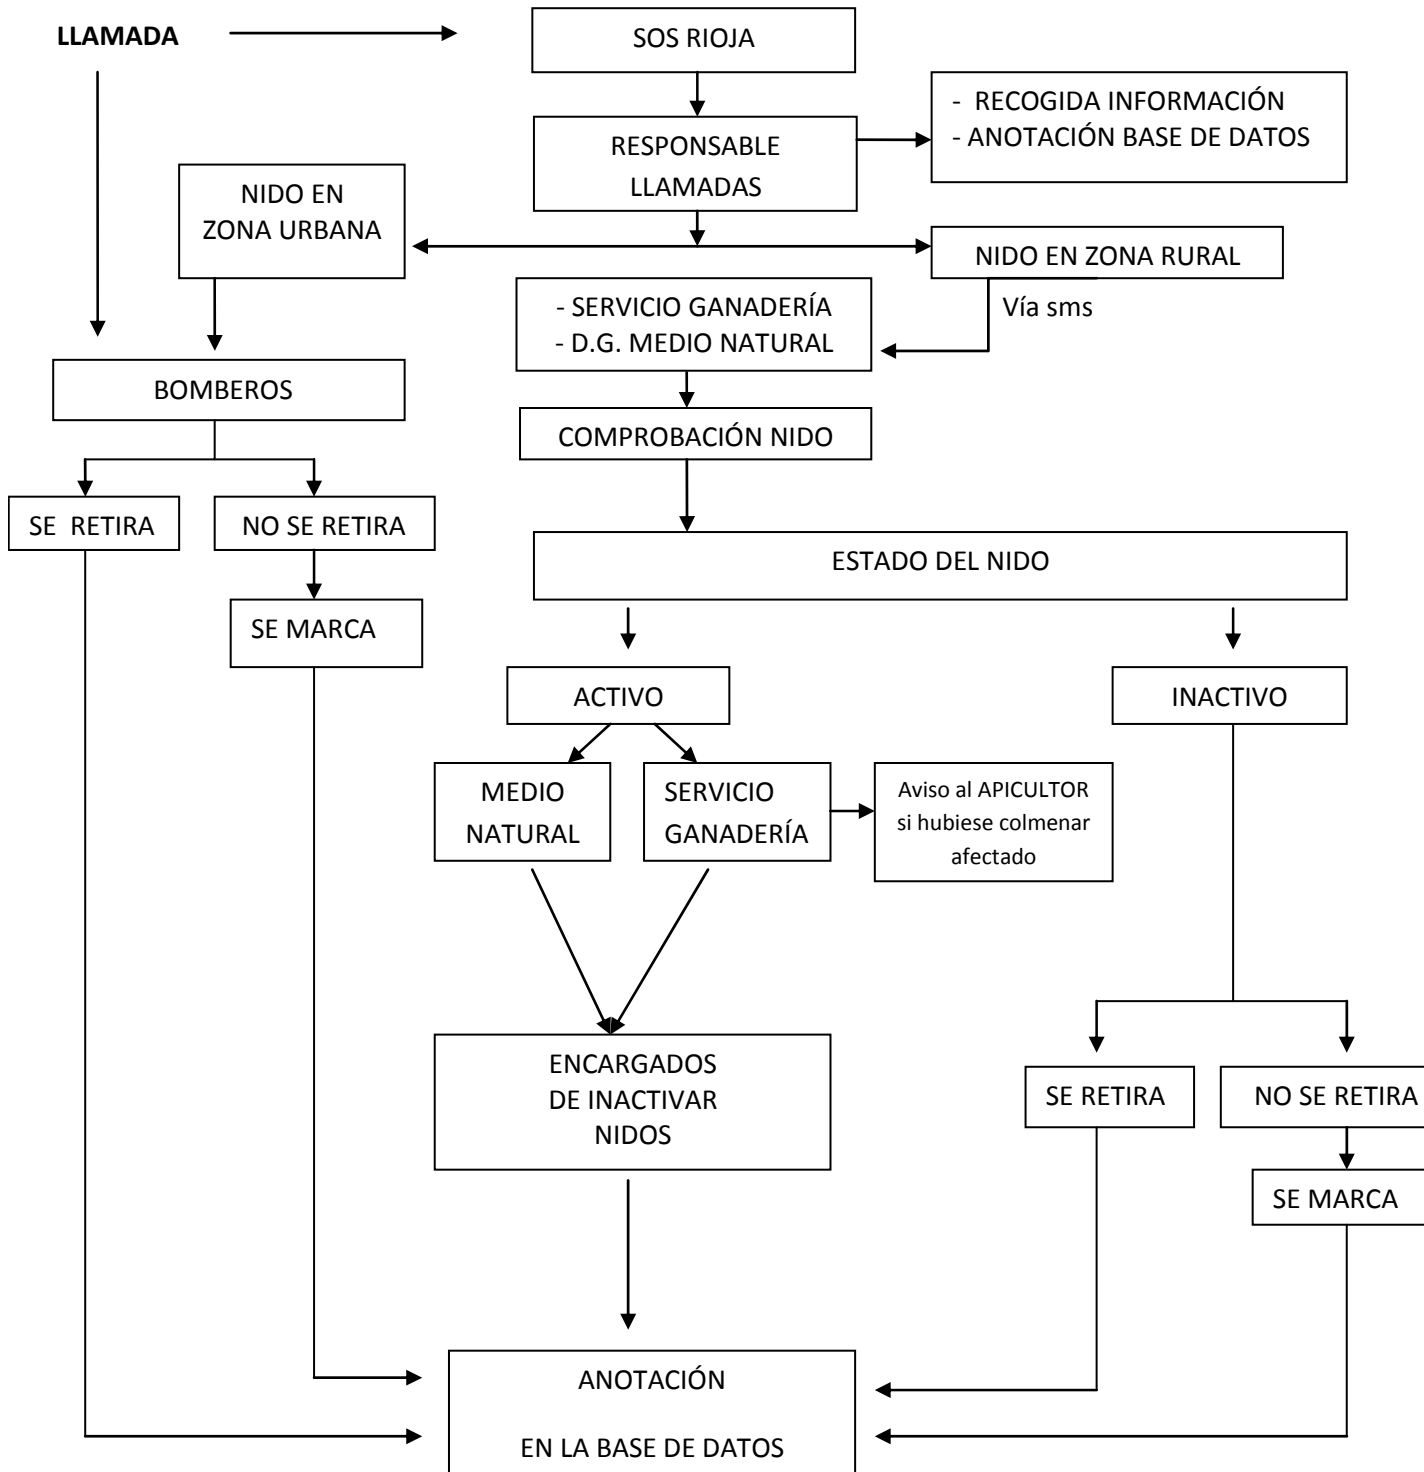 LLAMADA
SOS RIOJA
- RECOGIDA INFORMACIÓN
- ANOTACIÓN BASE DE DATOS
RESPONSABLE
LLAMADAS
NIDO EN
ZONA URBANA
NIDO EN ZONA RURAL
Vía sms
- SERVICIO GANADERÍA
- D.G. MEDIO NATURAL
BOMBEROS
COMPROBACIÓN NIDO
SE RETIRA
NO SE RETIRA
ESTADO DEL NIDO
SE MARCA
ACTIVO
INACTIVO
MEDIO
NATURAL
SERVICIO
GANADERÍA
Aviso al APICULTOR
si hubiese colmenar
afectado
ENCARGADOS
DE INACTIVAR
NIDOS
SE RETIRA
NO SE RETIRA
SE MARCA
ANOTACIÓN
EN LA BASE DE DATOS